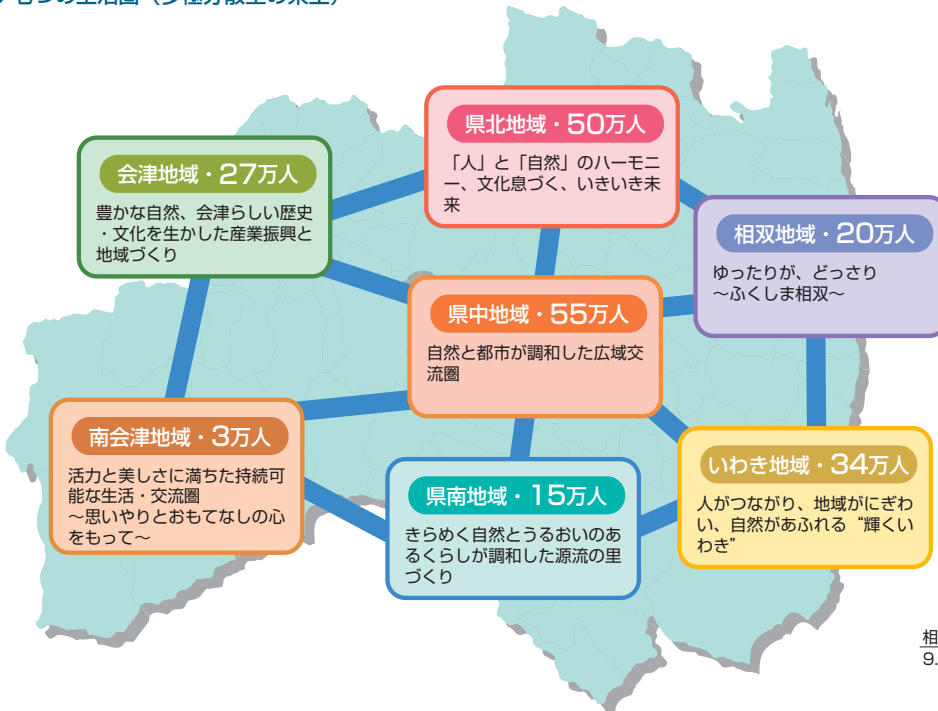 七つの生活圏
県北地域・50万人
「人」と「自然」のハーモニ
ー、文化息づく、いきいき未
来
会津地域・27万人
豊かな自然、会津らしい歴史
・文化を生かした産業振興と
地域づくり
相双地域・20万人
ゆったりが、どっさり
～ふくしま相双～
県中地域・55万人
自然と都市が調和した広域交
流圏
南会津地域・3万人
活力と美しさに満ちた持続可
能な生活・交流圏
～思いやりとおもてなしの心
をもって～
県南地域・15万人
きらめく自然とうるおいのあ
るくらしが調和した源流の里
づくり
いわき地域・34万人
人がつながり、地域がにぎわ
い、自然があふれる “輝くい
わき”
相
9.